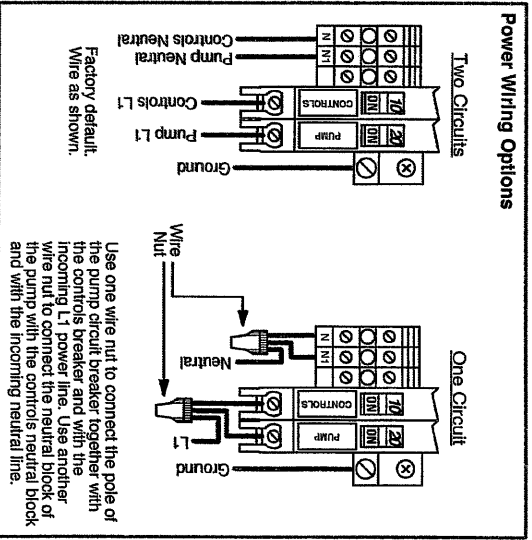 Power Wiring Options
Two Circuits
N
N1
CONTROLS
10
ON
PUMP
20
ON
Controls Neutral
Pump Neutral
Controls L1
Pump L1
Ground
Factory default.
Wire as shown.
One Circuit
N
N1
CONTROLS
10
ON
PUMP
20
ON
Neutral
L1
Ground
Wire
Nut
Use one wire nut to connect the pole of
the pump circuit breaker together with
the controls breaker and with the
incoming L1 power line. Use another
wire nut to connect the neutral block of
the pump with the controls neutral block
and with the incoming neutral line.